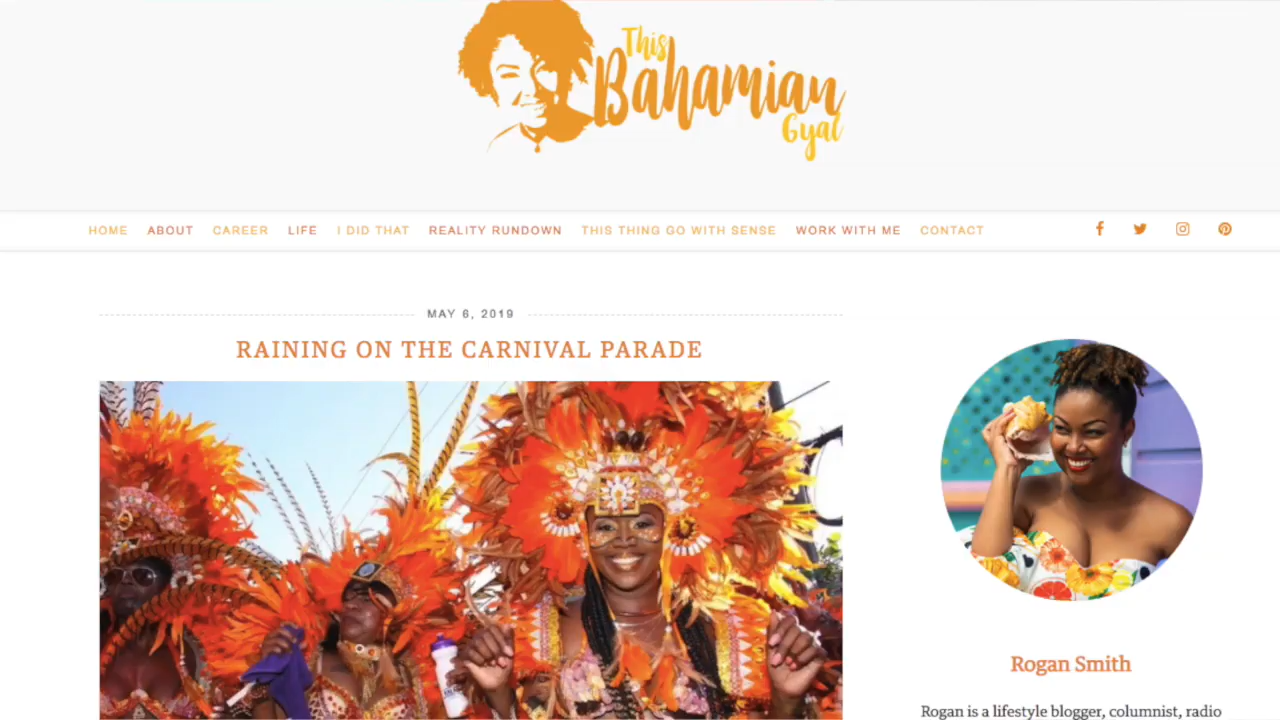 This
Bahamian
Gyal
HOME ABOUT CAREER LIFE I DID THAT REALITY RUNDOWN THIS THING GO WITH SENSE WORK WITH ME CONTACT
MAY 6, 2019
RAINING ON THE CARNIVAL PARADE
Rogan Smith
Rogan is a lifestyle blogger, columnist, radio